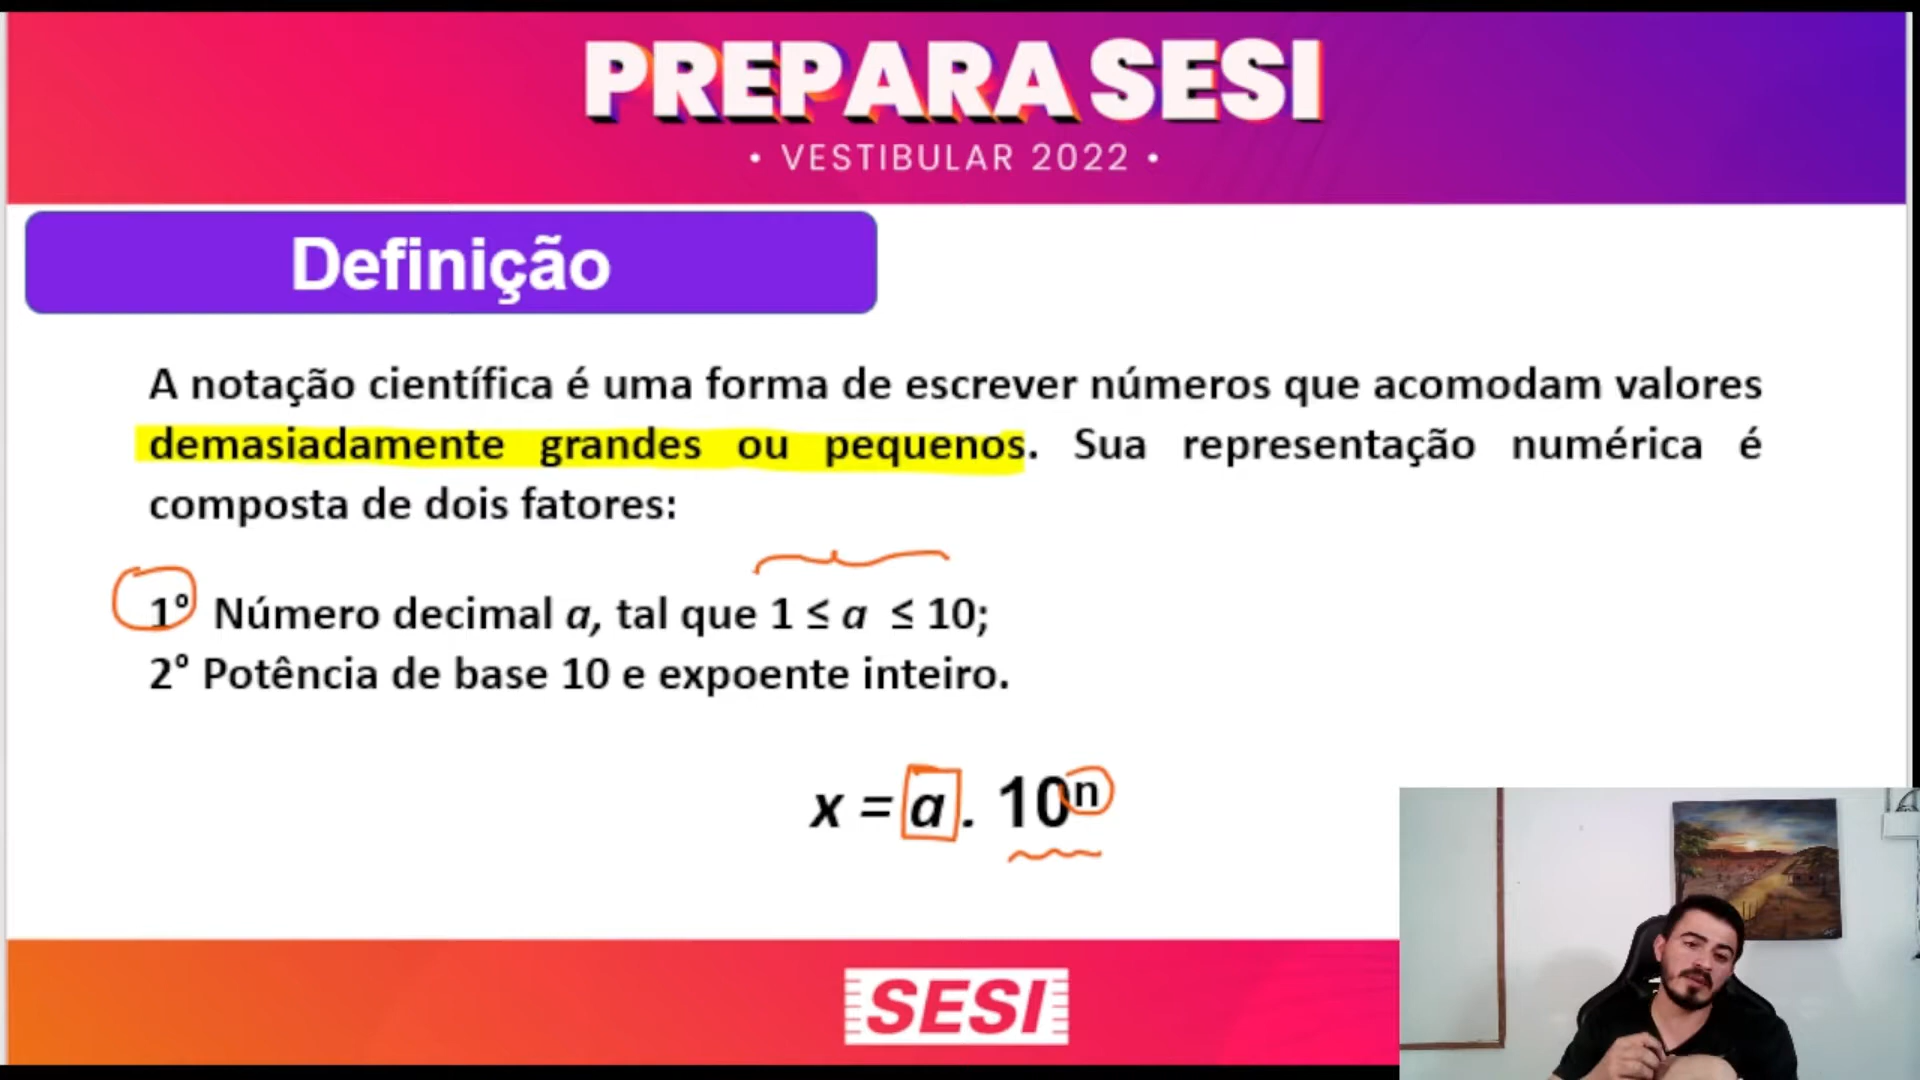 PREPARA SESI
• VESTIBULAR 2022 •
Definição
A notação científica é uma forma de escrever números que acomodam valores
demasiadamente grandes ou pequenos. Sua representação numérica é
composta de dois fatores:
1º Número decimal a, tal que 1 ≤ a ≤ 10;
2º Potência de base 10 e expoente inteiro.
x = a . 10ⁿ
SESI